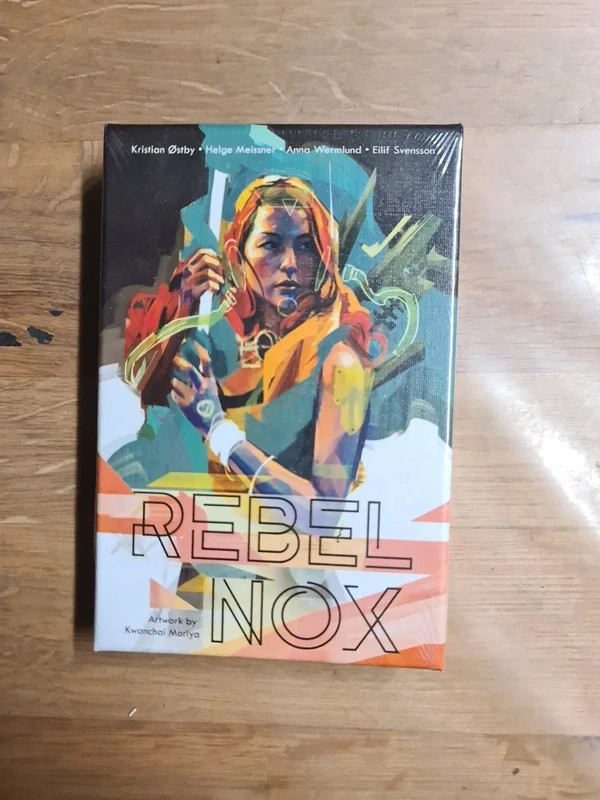 Kristian Østby • Helge Meissner • Anna Wermlund • Eilif Svensson
REBEL
NOX
Artwork by
Kwanchai Moriya